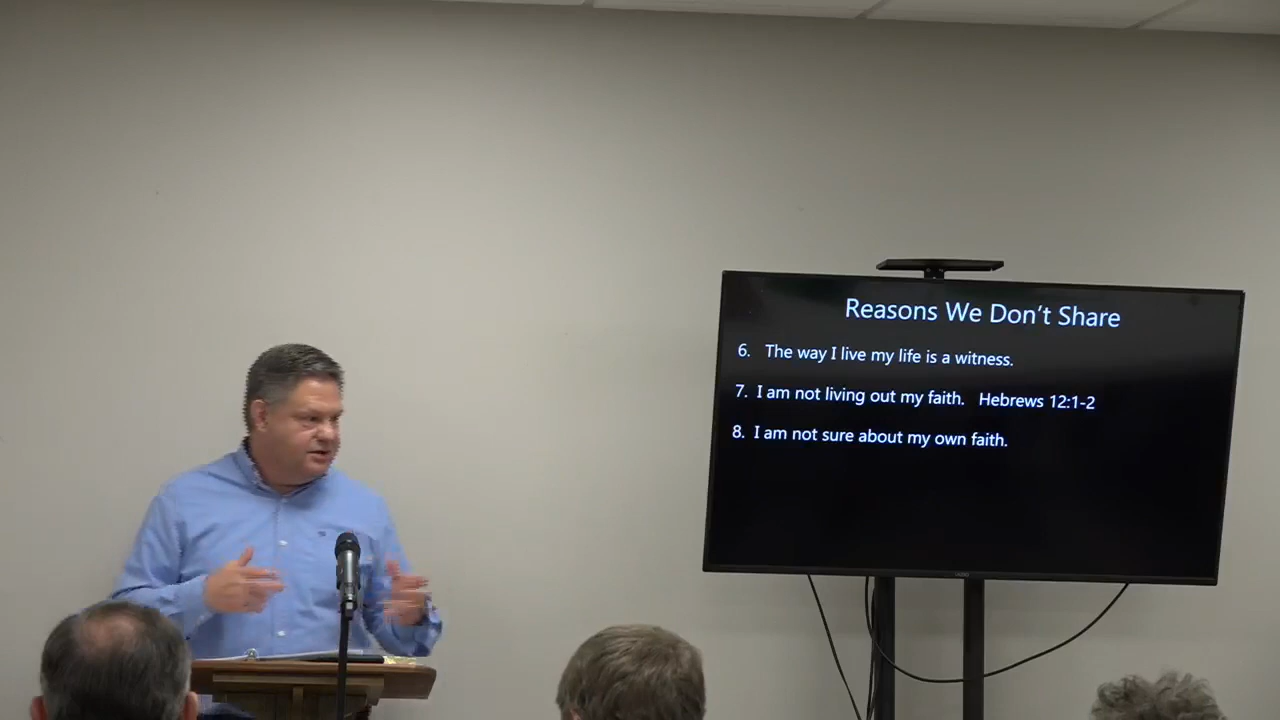 Reasons We Don't Share
6. The way I live my life is a witness.
7. I am not living out my faith. Hebrews 12:1-2
8. I am not sure about my own faith.